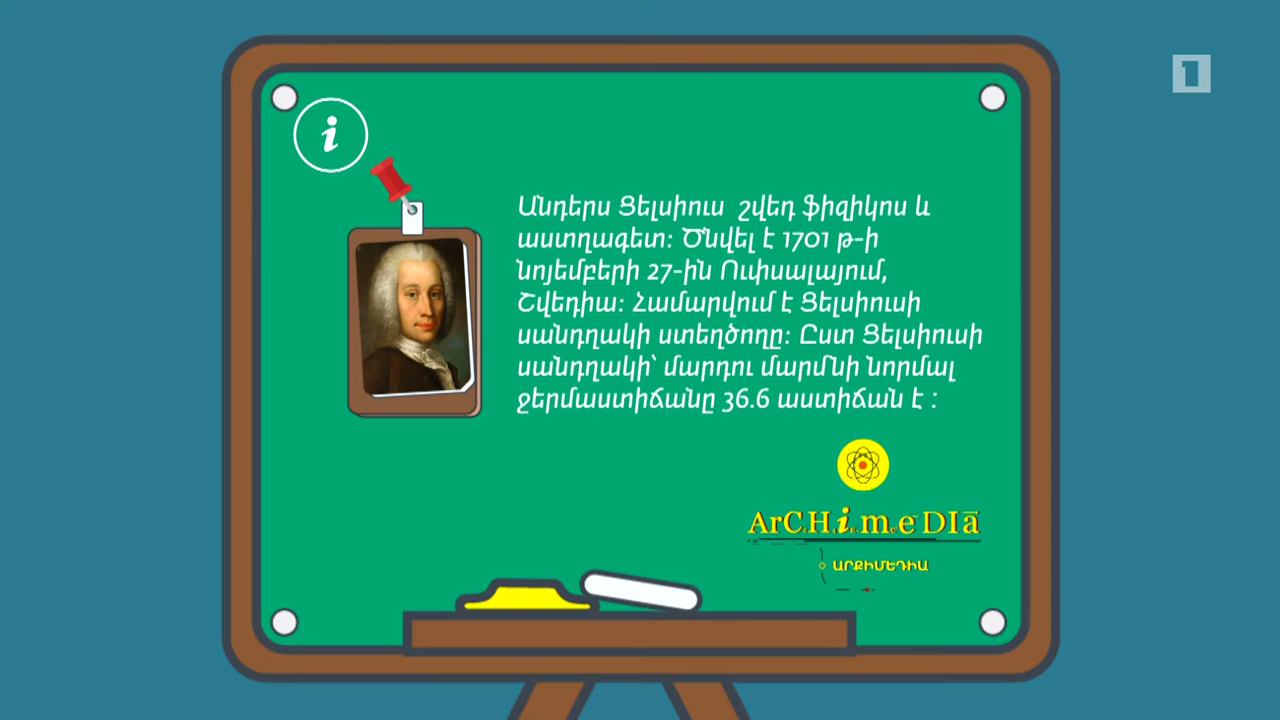 1
i
Անդերս Ցելսիուս շվեդ ֆիզիկոս և
աստղագետ: Ծնվել է 1701 թ-ի
նոյեմբերի 27-ին Ուփսալայում,
Շվեդիա: Համարվում է Ցելսիուսի
սանդղակի ստեղծողը: Ըստ Ցելսիուսի
սանդղակի՝ մարդու մարմնի նորմալ
ջերմաստիճանը 36.6 աստիճան է :
ArCHimeDIa
ԱՐՔԻՄԵԴԻԱ